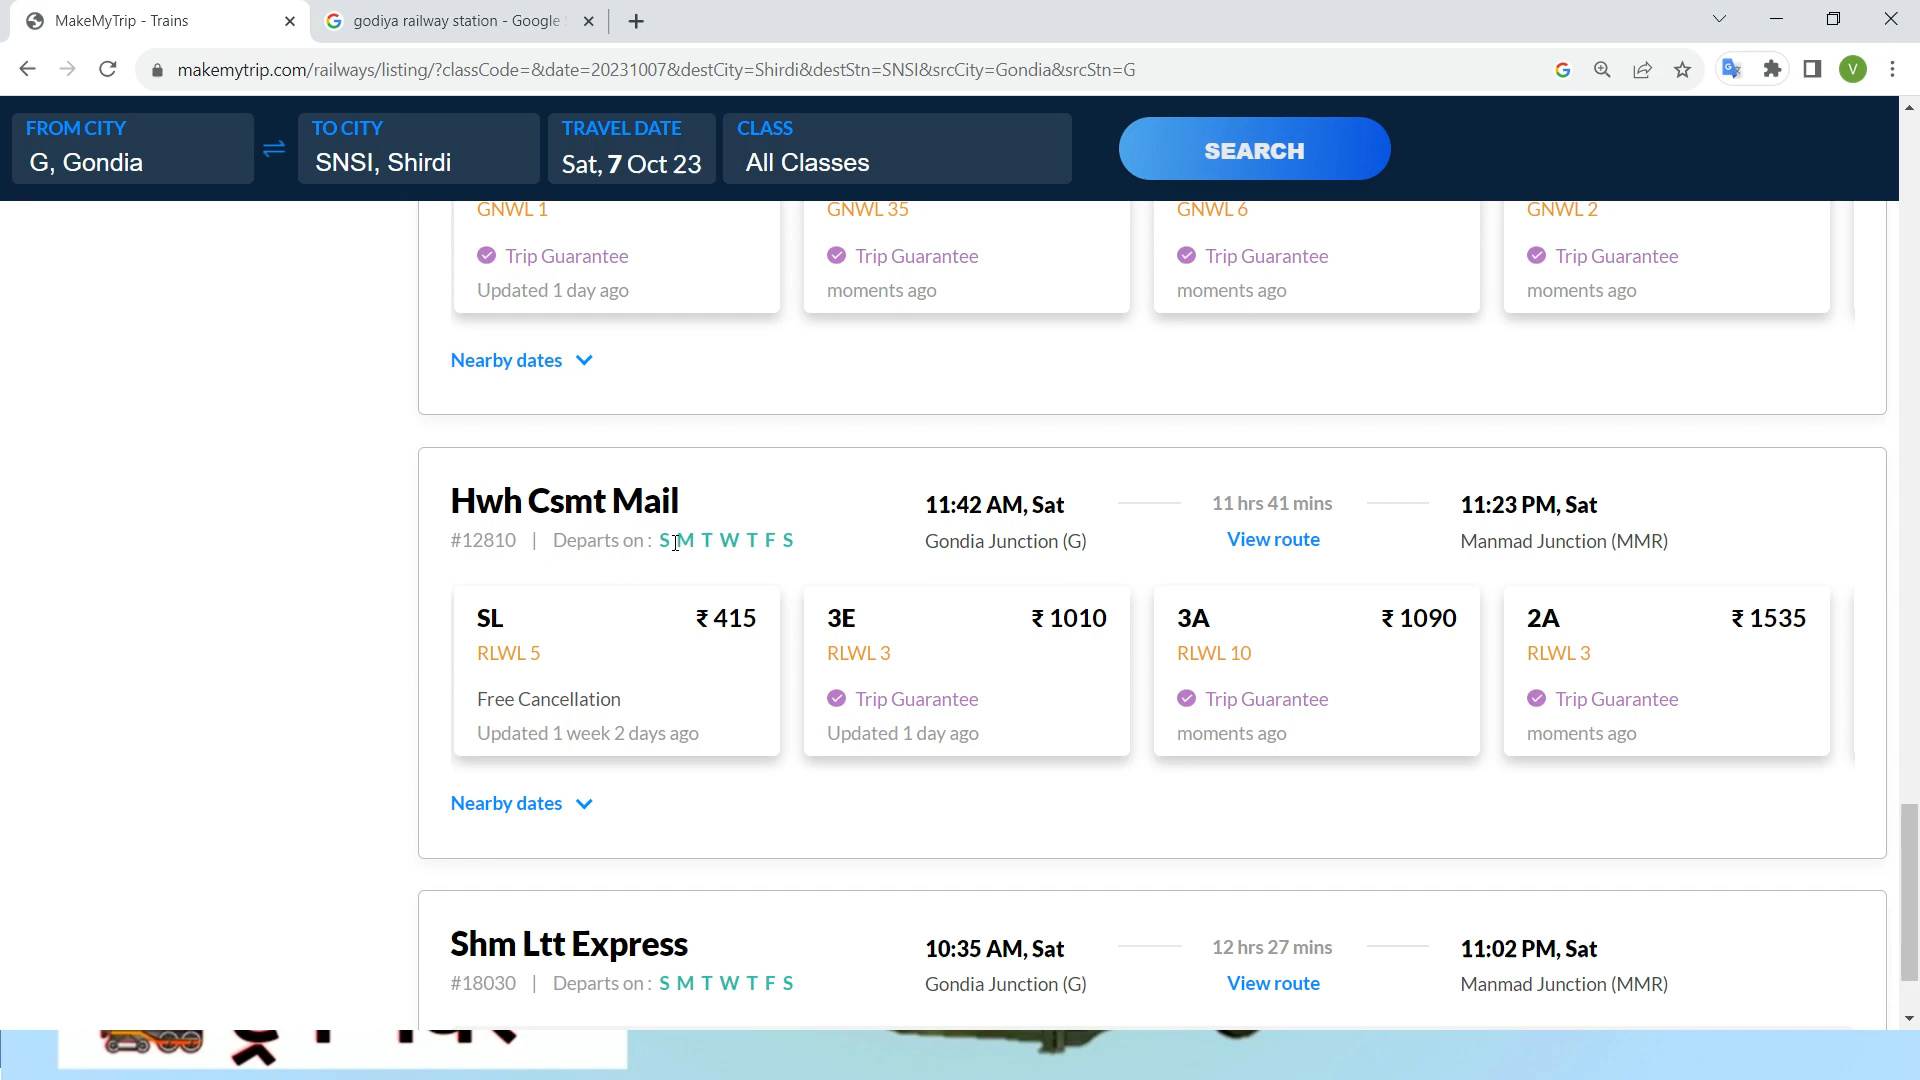 MakeMyTrip - Trains
godiya railway station - Google
makemytrip.com/railways/listing/?classCode=&date=20231007&destCity=Shirdi&destStn=SNSI&srcCity=Gondia&srcStn=G
V
FROM CITY
G, Gondia
TO CITY
SNSI, Shirdi
TRAVEL DATE
Sat, 7 Oct 23
CLASS
All Classes
SEARCH
GNWL 1
Trip Guarantee
Updated 1 day ago
GNWL 35
Trip Guarantee
moments ago
GNWL 6
Trip Guarantee
moments ago
GNWL 2
Trip Guarantee
moments ago
Nearby dates
Hwh Csmt Mail
#12810 | Departs on : S M T W T F S
11:42 AM, Sat
Gondia Junction (G)
11 hrs 41 mins
View route
11:23 PM, Sat
Manmad Junction (MMR)
SL ₹ 415
RLWL 5
Free Cancellation
Updated 1 week 2 days ago
3E ₹ 1010
RLWL 3
Trip Guarantee
Updated 1 day ago
3A ₹ 1090
RLWL 10
Trip Guarantee
moments ago
2A ₹ 1535
RLWL 3
Trip Guarantee
moments ago
Nearby dates
Shm Ltt Express
#18030 | Departs on : S M T W T F S
10:35 AM, Sat
Gondia Junction (G)
12 hrs 27 mins
View route
11:02 PM, Sat
Manmad Junction (MMR)